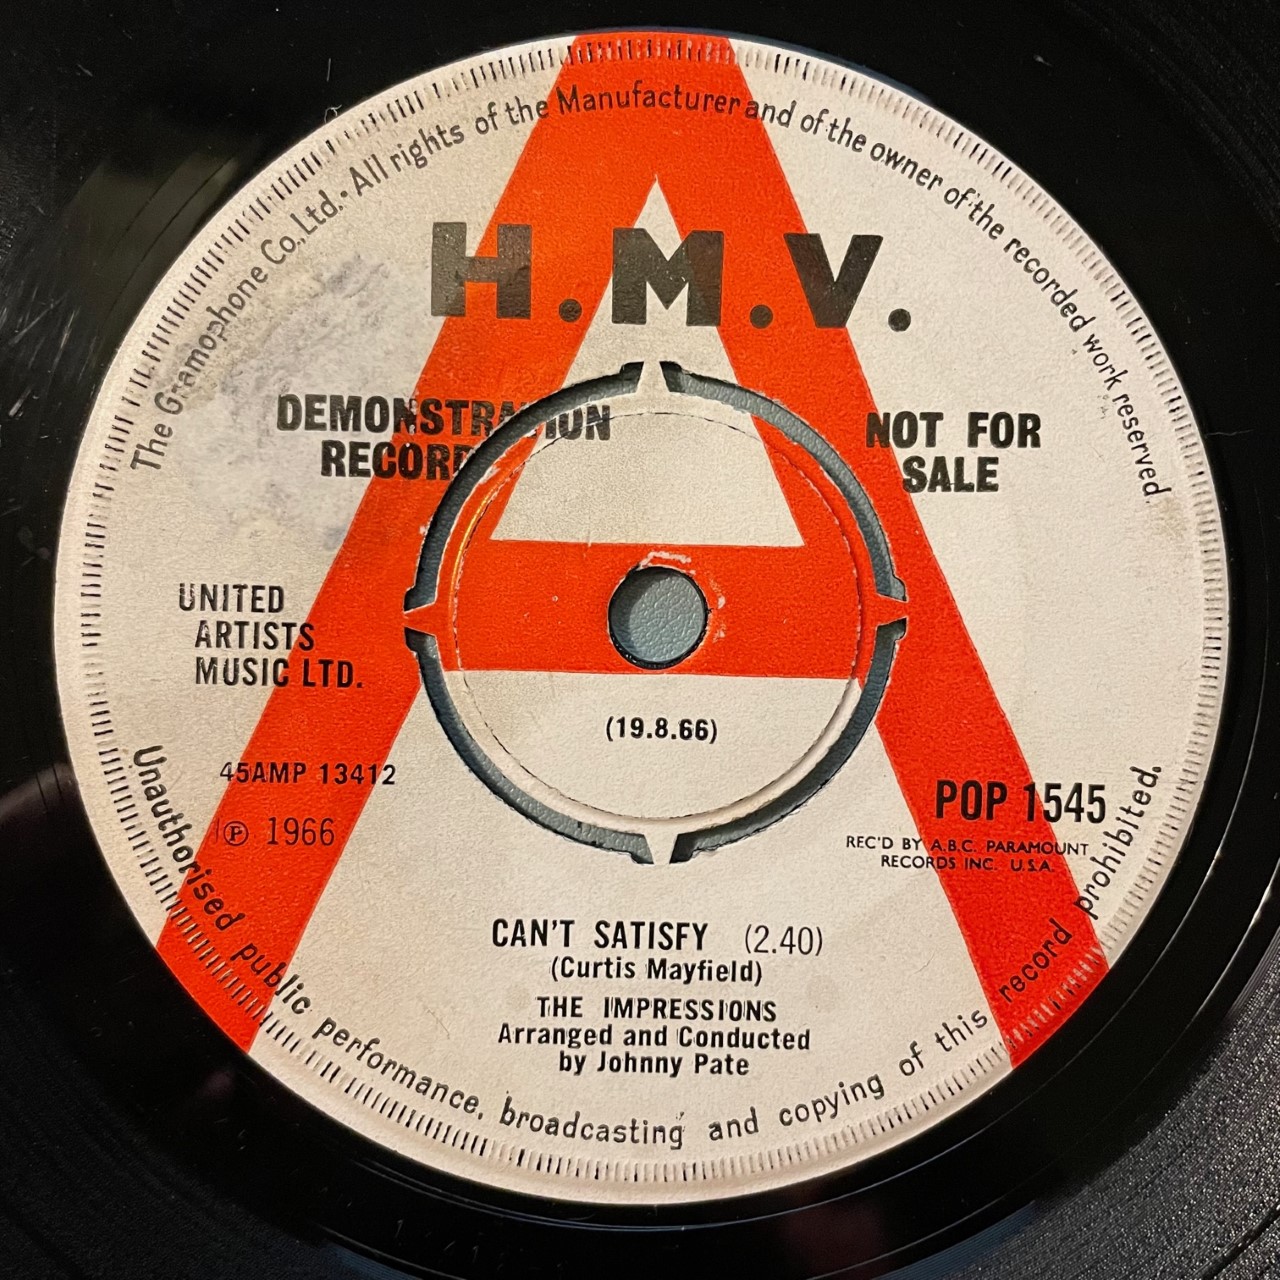 The Gramophone Co., Ltd. · All rights of the Manufacturer and of the owner of the recorded work reserved.
H.M.V.
DEMONSTRATION
RECORD
NOT FOR
SALE
UNITED
ARTISTS
MUSIC LTD.
(19.8.66)
45AMP 13412
℗ 1966
POP 1545
REC'D BY A.B.C. PARAMOUNT
RECORDS INC. U.S.A.
CAN'T SATISFY (2.40)
(Curtis Mayfield)
THE IMPRESSIONS
Arranged and Conducted
by Johnny Pate
Unauthorised public performance, broadcasting and copying of this record prohibited.